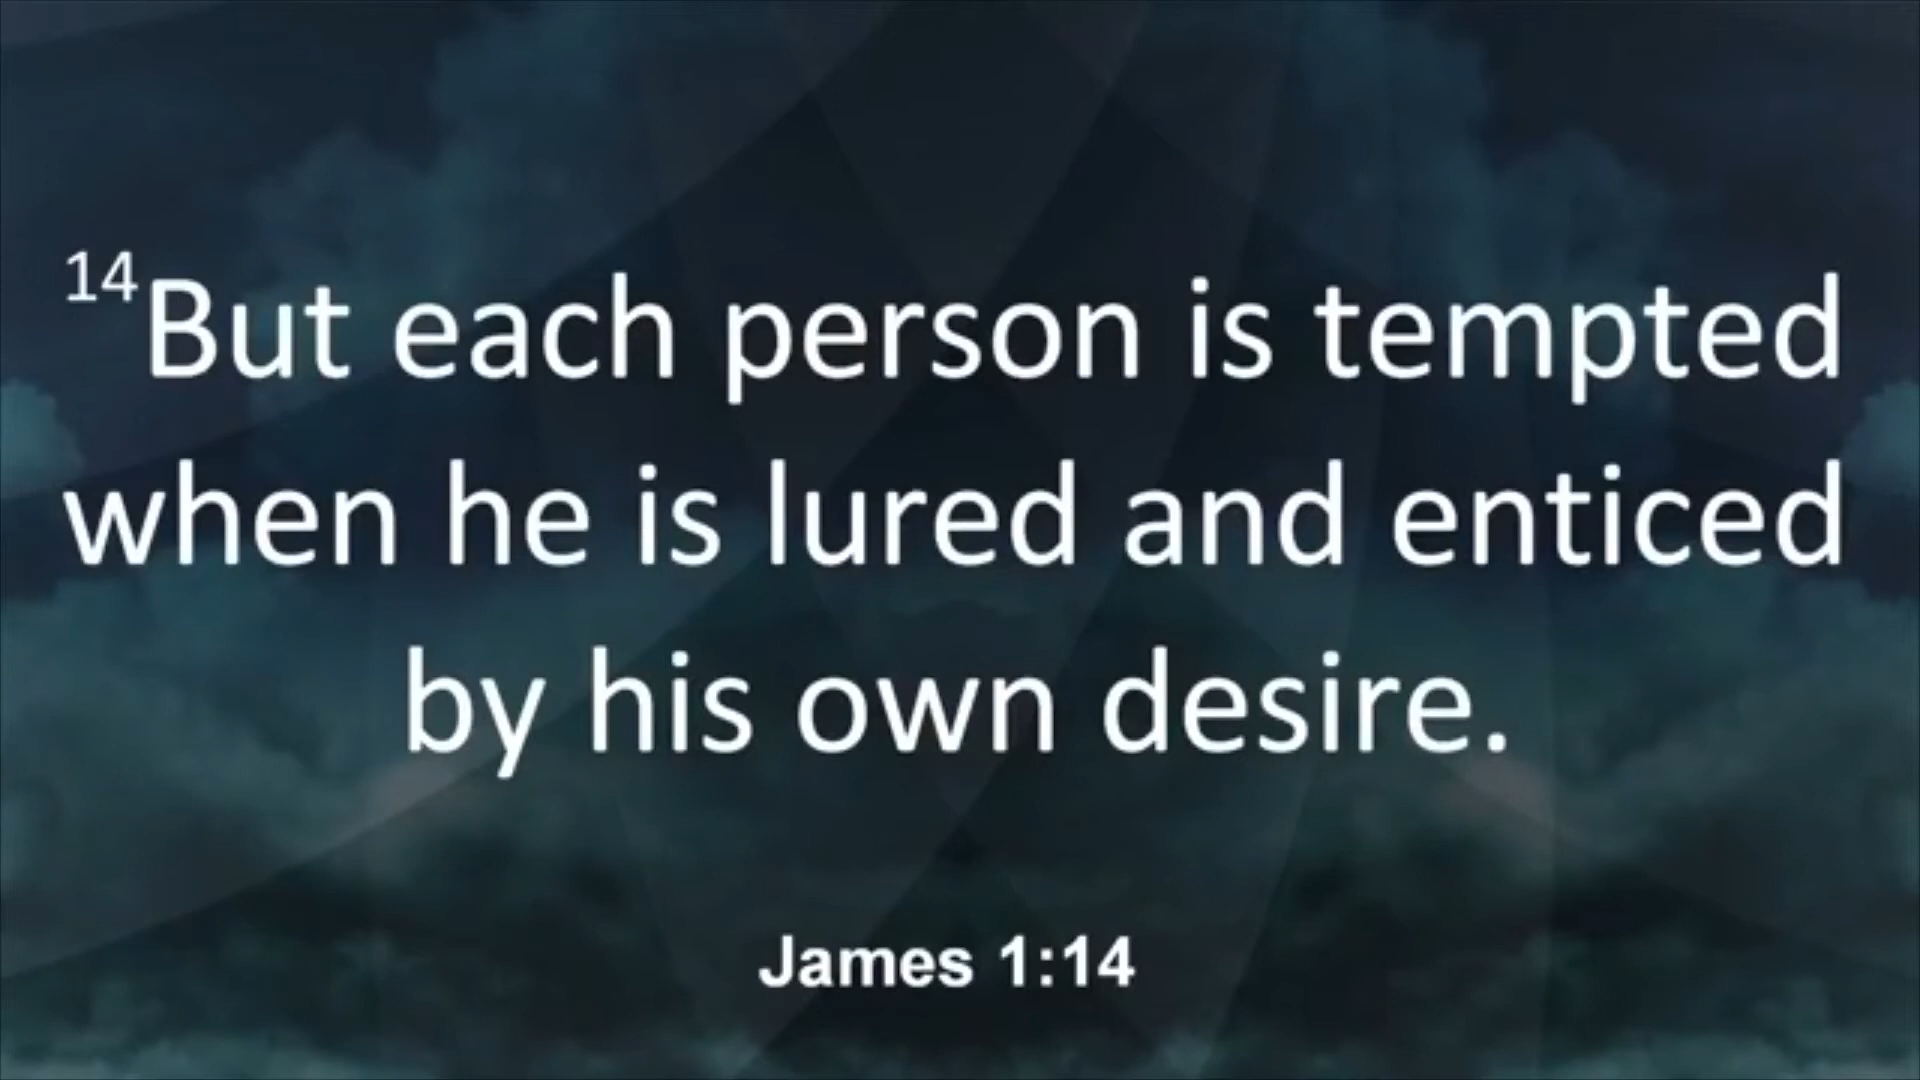 14But each person is tempted
when he is lured and enticed
by his own desire.
James 1:14